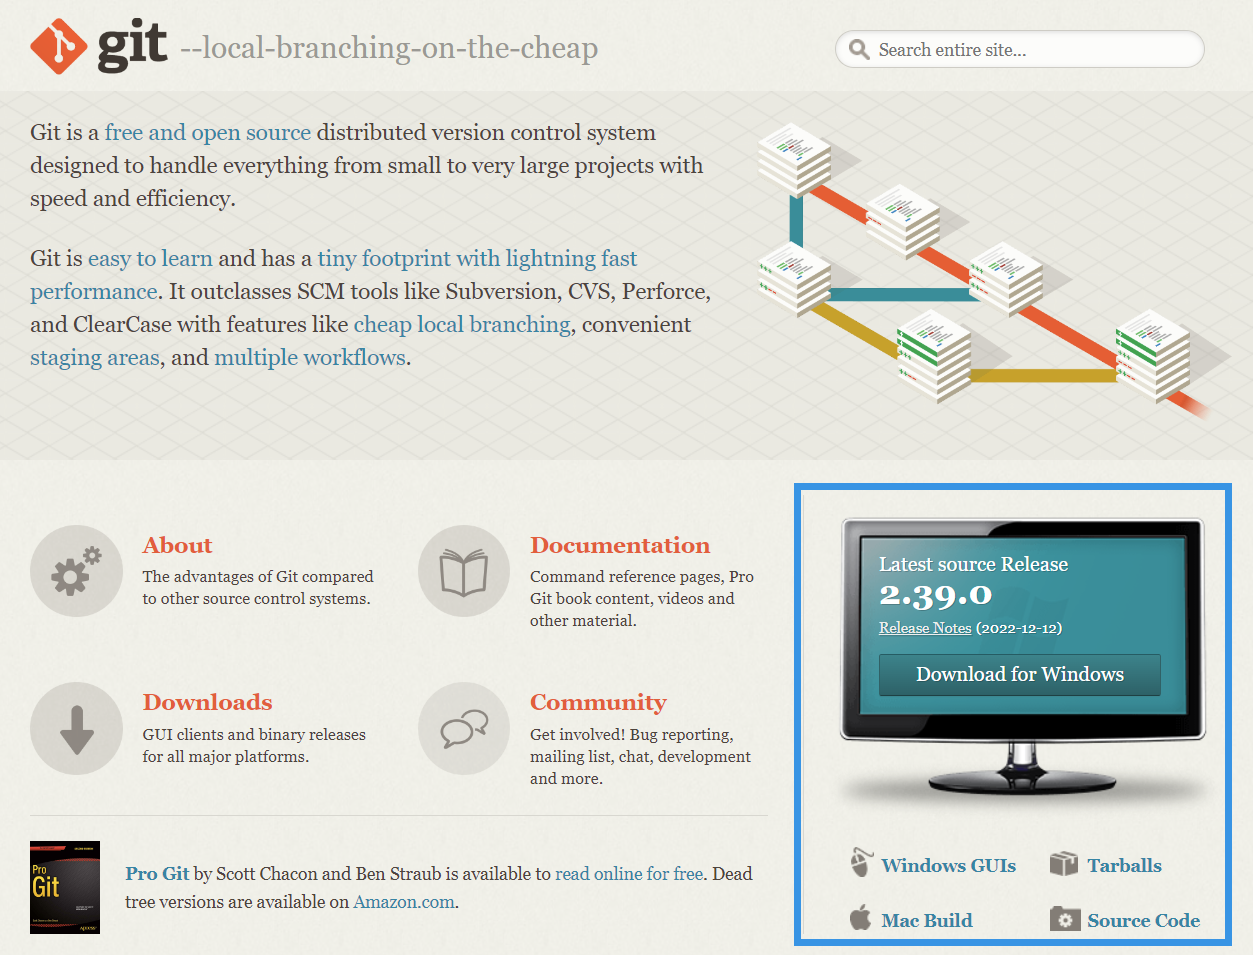 git --local-branching-on-the-cheap
Search entire site...
Git is a free and open source distributed version control system
designed to handle everything from small to very large projects with
speed and efficiency.
Git is easy to learn and has a tiny footprint with lightning fast
performance. It outclasses SCM tools like Subversion, CVS, Perforce,
and ClearCase with features like cheap local branching, convenient
staging areas, and multiple workflows.
About
The advantages of Git compared
to other source control systems.
Documentation
Command reference pages, Pro
Git book content, videos and
other material.
Downloads
GUI clients and binary releases
for all major platforms.
Community
Get involved! Bug reporting,
mailing list, chat, development
and more.
Pro
Git
Apress
Pro Git by Scott Chacon and Ben Straub is available to read online for free. Dead
tree versions are available on Amazon.com.
Latest source Release
2.39.0
Release Notes (2022-12-12)
Download for Windows
Windows GUIs
Tarballs
Mac Build
Source Code